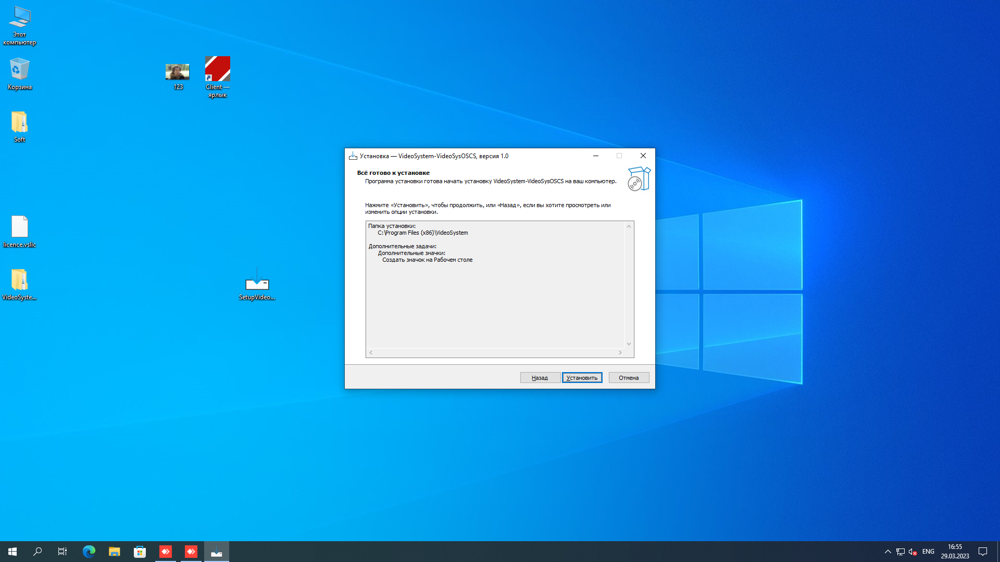 Этот
компьютер
Корзина
123
Client —
ярлык
Soft
licence.vslic
VideoSyste...
SetupVideo...
Установка — VideoSystem-VideoSysOSCS, версия 1.0
Всё готово к установке
Программа установки готова начать установку VideoSystem-VideoSysOSCS на ваш компьютер.
Нажмите «Установить», чтобы продолжить, или «Назад», если вы хотите просмотреть или
изменить опции установки.
Папка установки:
C:\Program Files (x86)\VideoSystem
Дополнительные задачи:
Дополнительные значки:
Создать значок на Рабочем столе
Назад
Установить
Отмена
ENG
16:55
29.03.2023